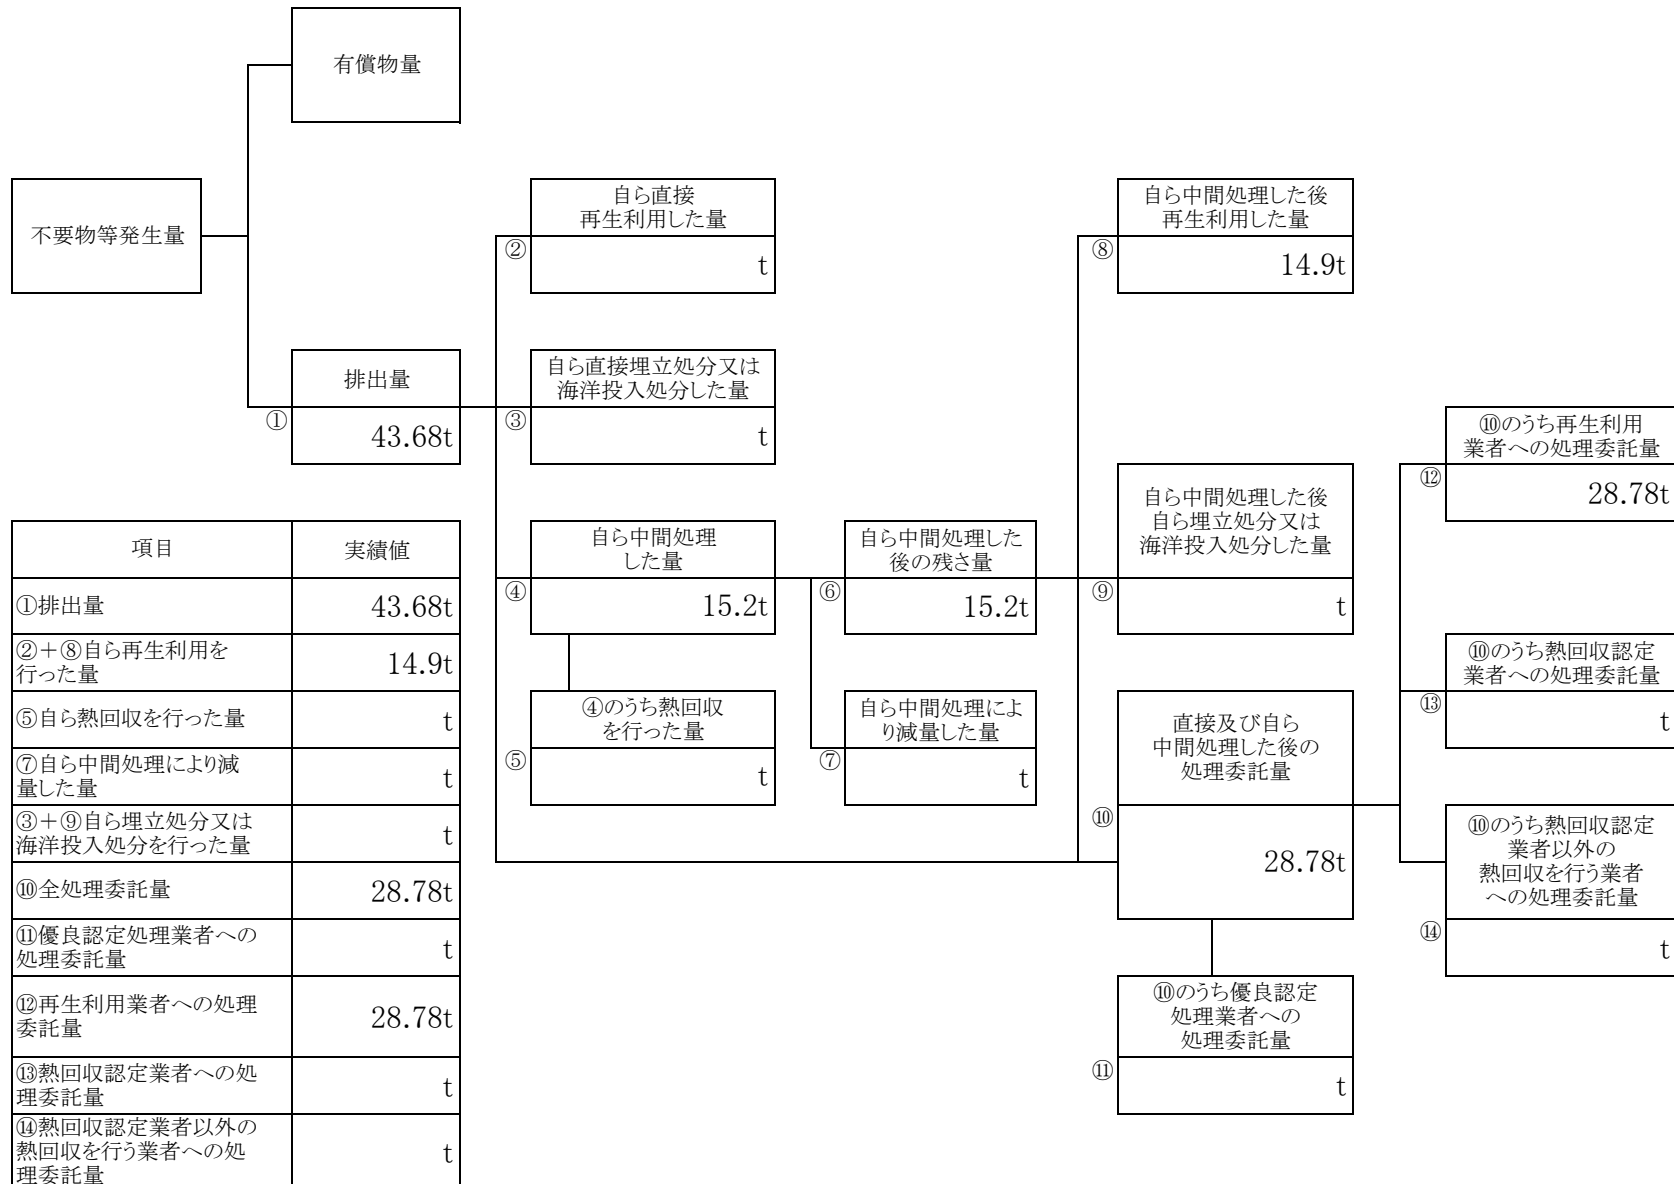 有償物量
不要物等発生量
自ら直接
再生利用した量
②
t
自ら中間処理した後
再生利用した量
⑧
14.9t
排出量
①
43.68t
自ら直接埋立処分又は
海洋投入処分した量
③
t
⑩のうち再生利用
業者への処理委託量
⑫
28.78t
自ら中間処理
した量
④
15.2t
自ら中間処理した
後の残さ量
⑥
15.2t
自ら中間処理した後
自ら埋立処分又は
海洋投入処分した量
⑨
t
⑩のうち熱回収認定
業者への処理委託量
⑬
t
④のうち熱回収
を行った量
⑤
t
自ら中間処理によ
り減量した量
⑦
t
直接及び自ら
中間処理した後の
処理委託量
⑩
28.78t
⑩のうち熱回収認定
業者以外の
熱回収を行う業者
への処理委託量
⑭
t
⑩のうち優良認定
処理業者への
処理委託量
⑪
t
項目 実績値
①排出量 43.68t
②＋⑧自ら再生利用を
行った量 14.9t
⑤自ら熱回収を行った量 t
⑦自ら中間処理により減
量した量 t
③＋⑨自ら埋立処分又は
海洋投入処分を行った量 t
⑩全処理委託量 28.78t
⑪優良認定処理業者への
処理委託量 t
⑫再生利用業者への処理
委託量 28.78t
⑬熱回収認定業者への処
理委託量 t
⑭熱回収認定業者以外の
熱回収を行う業者への処
理委託量 t